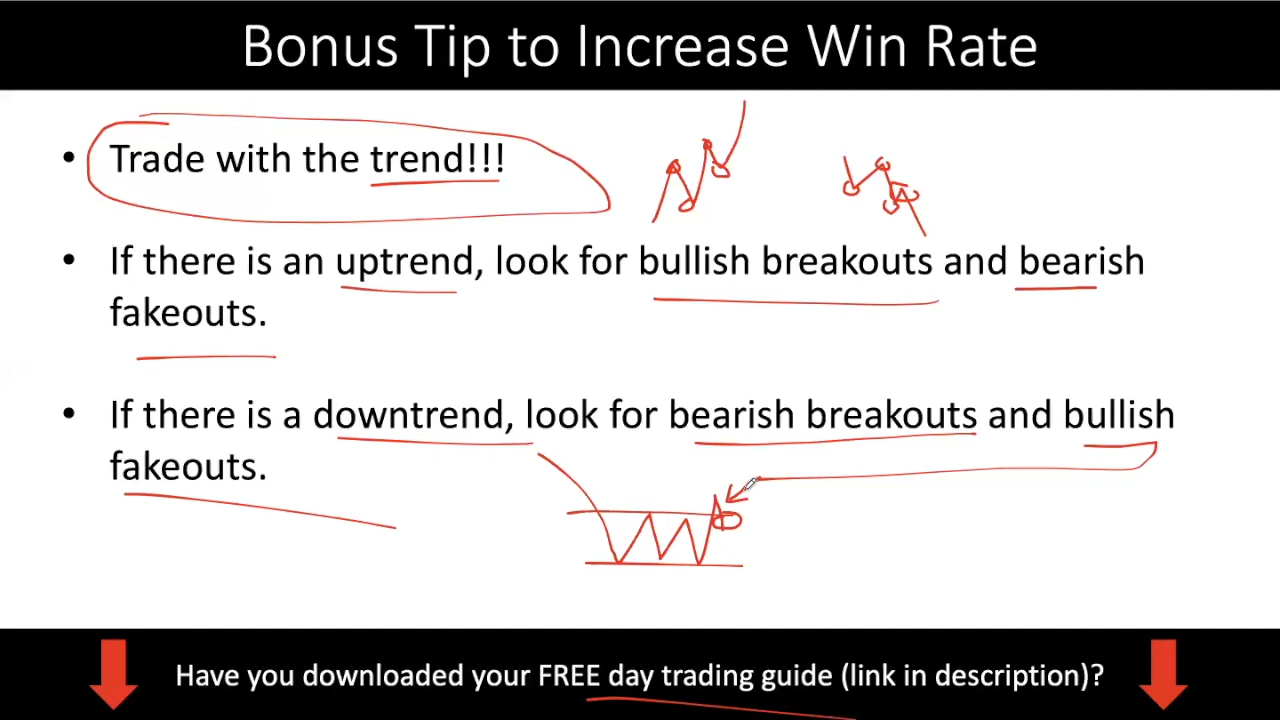 Bonus Tip to Increase Win Rate
• Trade with the trend!!!
• If there is an uptrend, look for bullish breakouts and bearish
fakeouts.
• If there is a downtrend, look for bearish breakouts and bullish
fakeouts.
Have you downloaded your FREE day trading guide (link in description)?